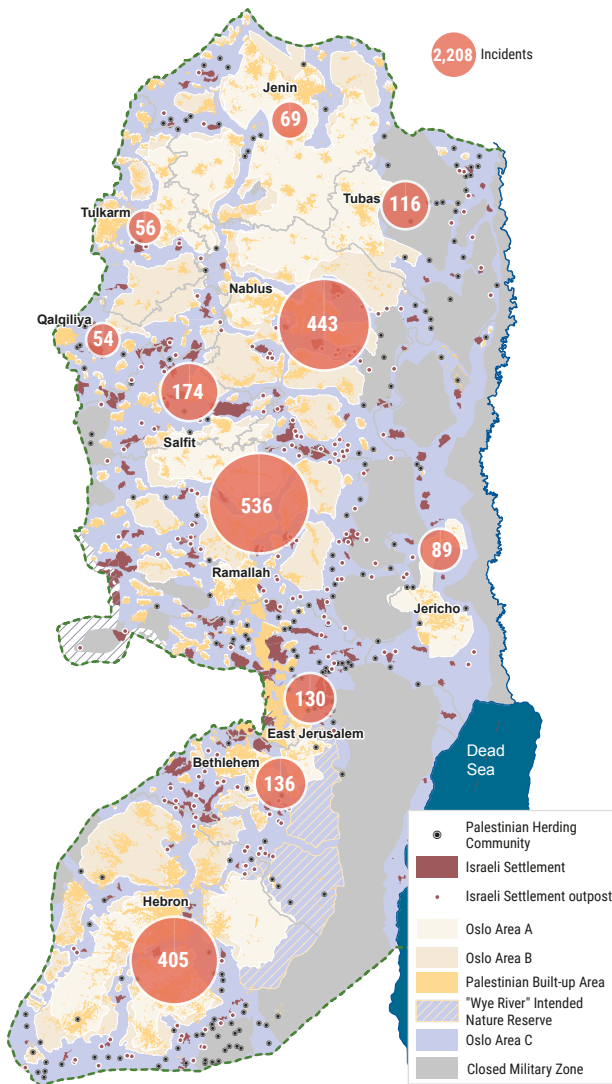 2,208 Incidents
Jenin
69
Tubas
116
Tulkarm
56
Nablus
443
Qalqiliya
54
174
Salfit
536
Ramallah
89
Jericho
130
East Jerusalem
Bethlehem
136
Hebron
405
Dead
Sea
Palestinian Herding
Community
Israeli Settlement
Israeli Settlement outpost
Oslo Area A
Oslo Area B
Palestinian Built-up Area
"Wye River" Intended
Nature Reserve
Oslo Area C
Closed Military Zone